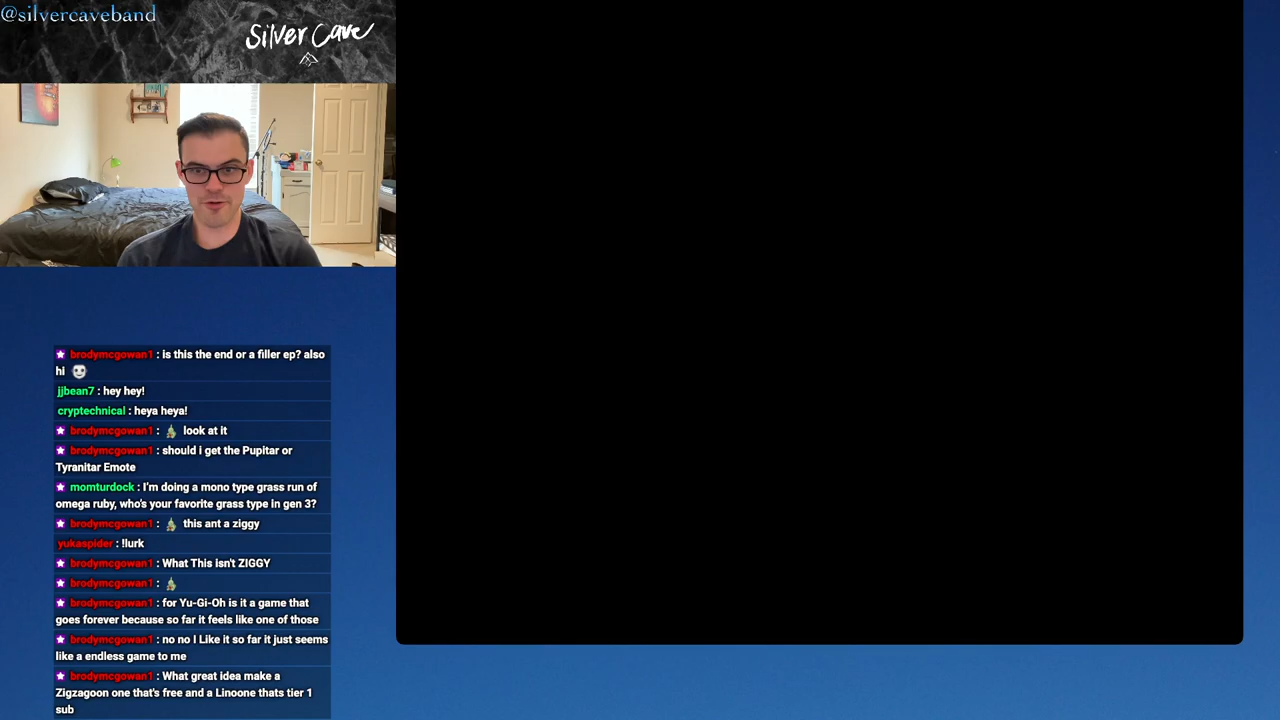 @silvercaveband
Silver Cave
brodymcgowan1 : is this the end or a filler ep? also
hi
jjbean7 : hey hey!
cryptechnical : heya heya!
brodymcgowan1 : look at it
brodymcgowan1 : should i get the Pupitar or
Tyranitar Emote
momturdock : I'm doing a mono type grass run of
omega ruby, who's your favorite grass type in gen 3?
brodymcgowan1 : this ant a ziggy
yukaspider : !lurk
brodymcgowan1 : What This isn't ZIGGY
brodymcgowan1 :
brodymcgowan1 : for Yu-Gi-Oh is it a game that
goes forever because so far it feels like one of those
brodymcgowan1 : no no I Like it so far it just seems
like a endless game to me
brodymcgowan1 : What great idea make a
Zigzagoon one that's free and a Linoone thats tier 1
sub